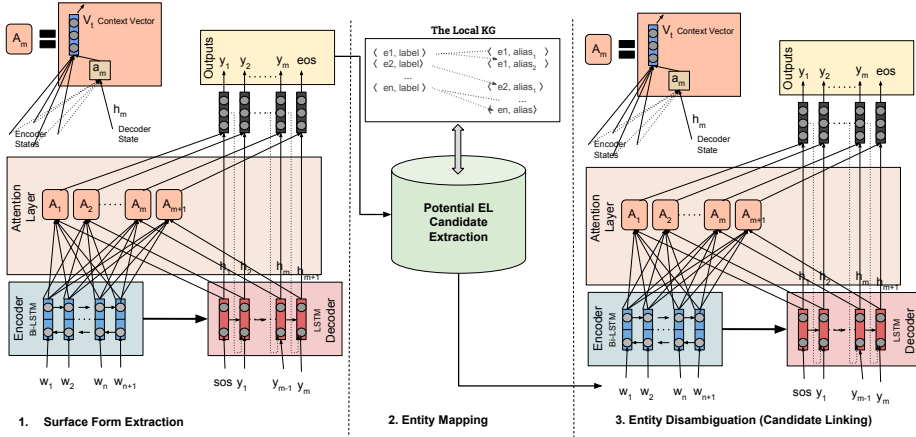 A_m
V_t Context Vector
a_m
h_m
Encoder States
Decoder State
Outputs
y_1 y_2 y_m eos
Attention Layer
A_1 A_2 A_m A_m+1
h_1 h_2 h_m h_m+1
Encoder
Bi-LSTM
LSTM
Decoder
w_1 w_2 w_n w_n+1
sos y_1 y_m-1 y_m
1. Surface Form Extraction
The Local KG
⟨ e1, label ⟩ ⟨ e1, alias_1 ⟩
⟨ e2, label ⟩ ⟨ e1, alias_2 ⟩
... ⟨ e2, alias_1 ⟩
⟨ en, label ⟩ ...
⟨ en, alias⟩
Potential EL
Candidate
Extraction
2. Entity Mapping
A_m
V_t Context Vector
a_m
h_m
Encoder States
Decoder State
Outputs
y_1 y_2 y_m eos
Attention Layer
A_1 A_2 A_m A_m+1
h_1 h_2 h_m h_m+1
Encoder
Bi-LSTM
LSTM
Decoder
w_1 w_2 w_n w_n+1
sos y_1 y_m-1 y_m
3. Entity Disambiguation (Candidate Linking)